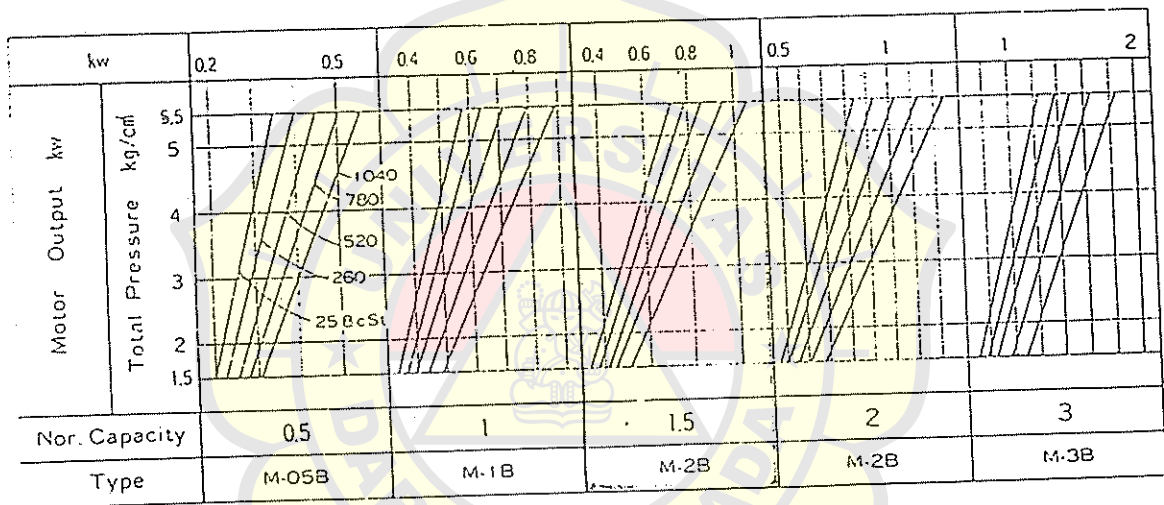 kw 0.2 0.5 0.4 0.6 0.8 0.4 0.6 0.8 1 0.5 1 1 2
Motor Output kw
Total Pressure kg/cm
5,5
5
4
3
2
1.5
1040
780
520
260
25.8cSt
Nor. Capacity 0.5 1 1.5 2 3
Type M-05B M-1B M-2B M-2B M-3B
UNIVERSITAS